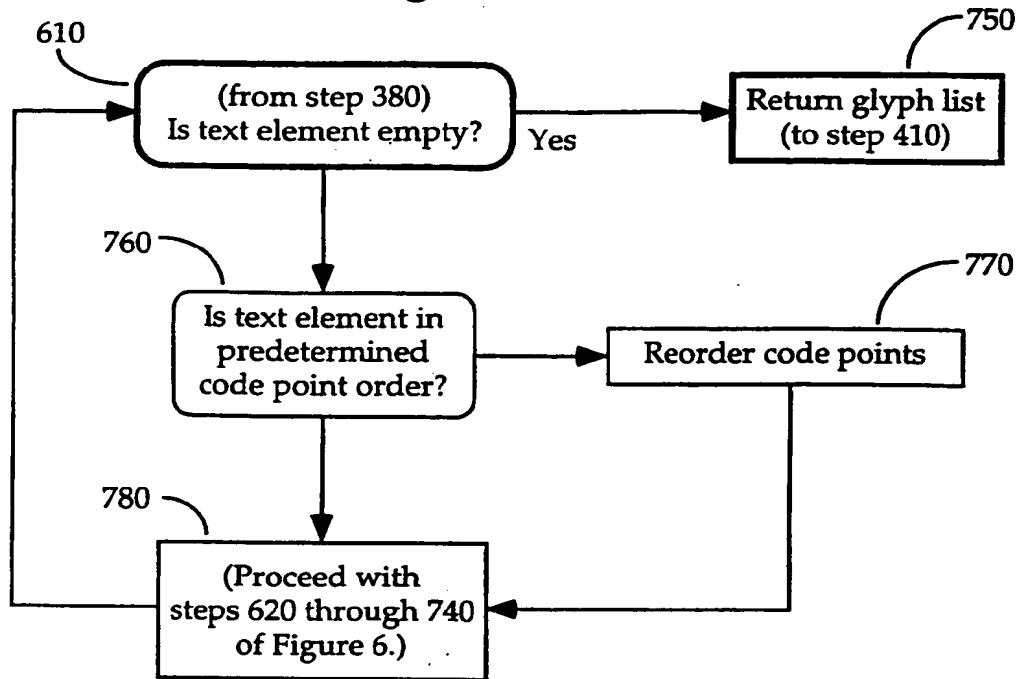 610
750
(from step 380)
Is text element empty?
Yes
Return glyph list
(to step 410)
760
770
Is text element in
predetermined
code point order?
Reorder code points
780
(Proceed with
steps 620 through 740
of Figure 6.)